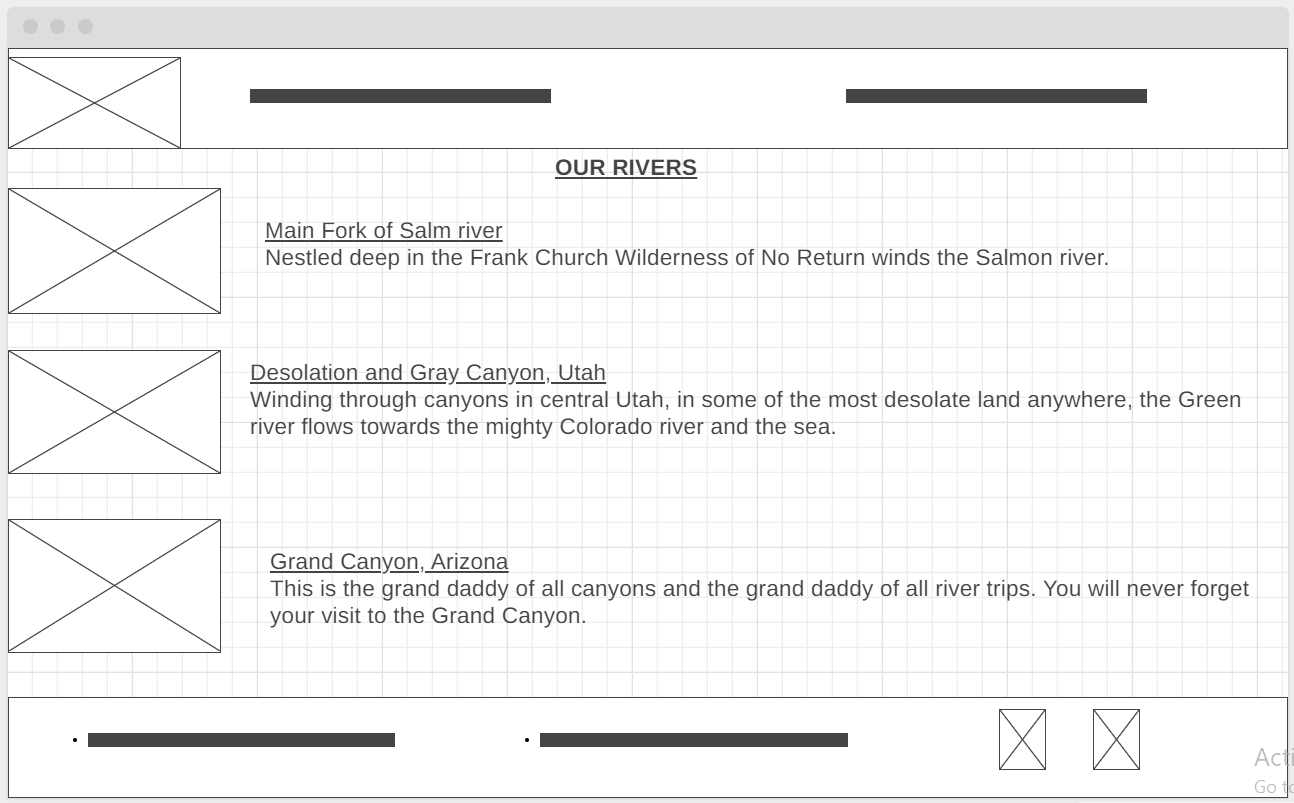 OUR RIVERS
Main Fork of Salm river
Nestled deep in the Frank Church Wilderness of No Return winds the Salmon river.
Desolation and Gray Canyon, Utah
Winding through canyons in central Utah, in some of the most desolate land anywhere, the Green
river flows towards the mighty Colorado river and the sea.
Grand Canyon, Arizona
This is the grand daddy of all canyons and the grand daddy of all river trips. You will never forget
your visit to the Grand Canyon.
Acti
Go to